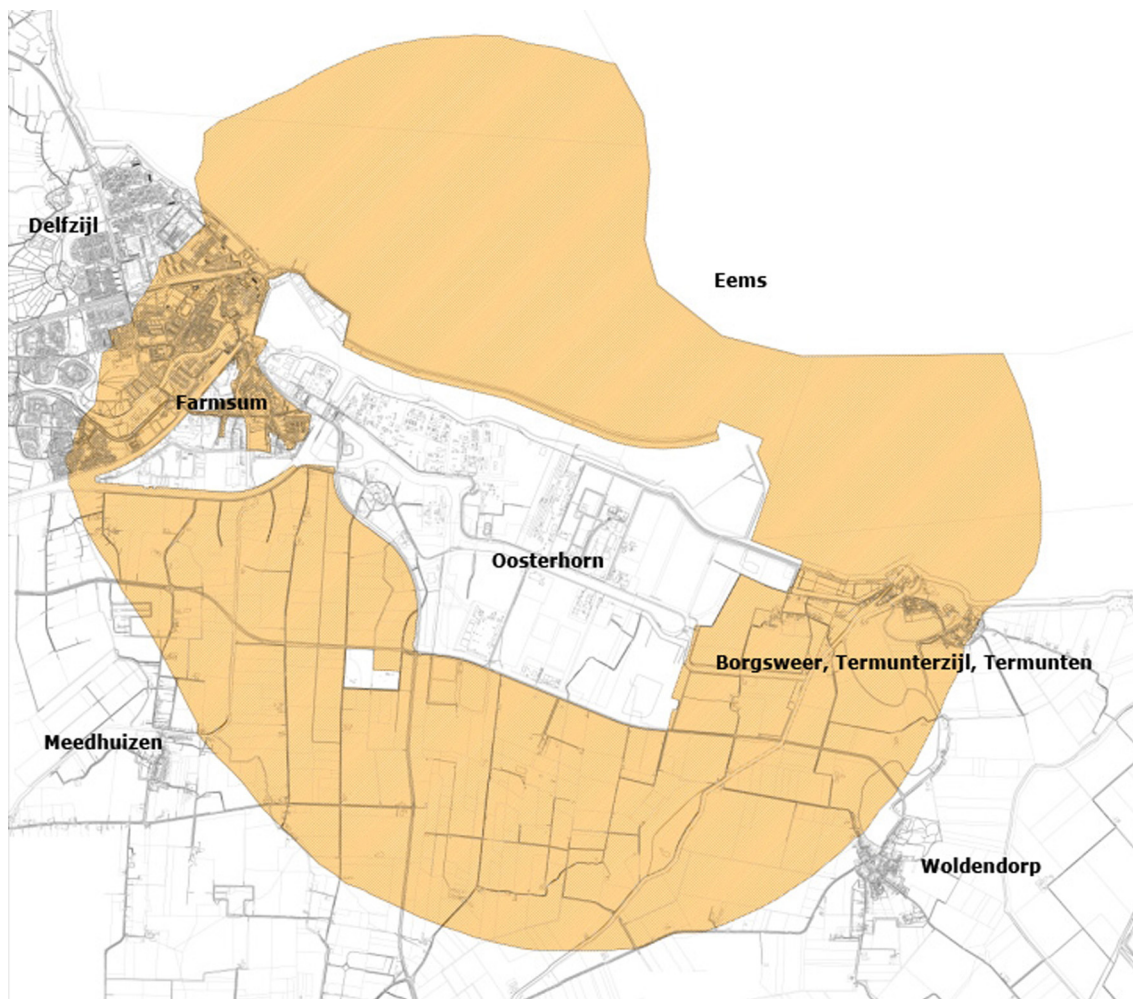 Delfzijl
Eems
Farmsum
Oosterhorn
Borgsweer, Termunterzijl, Termunten
Meedhuizen
Woldendorp